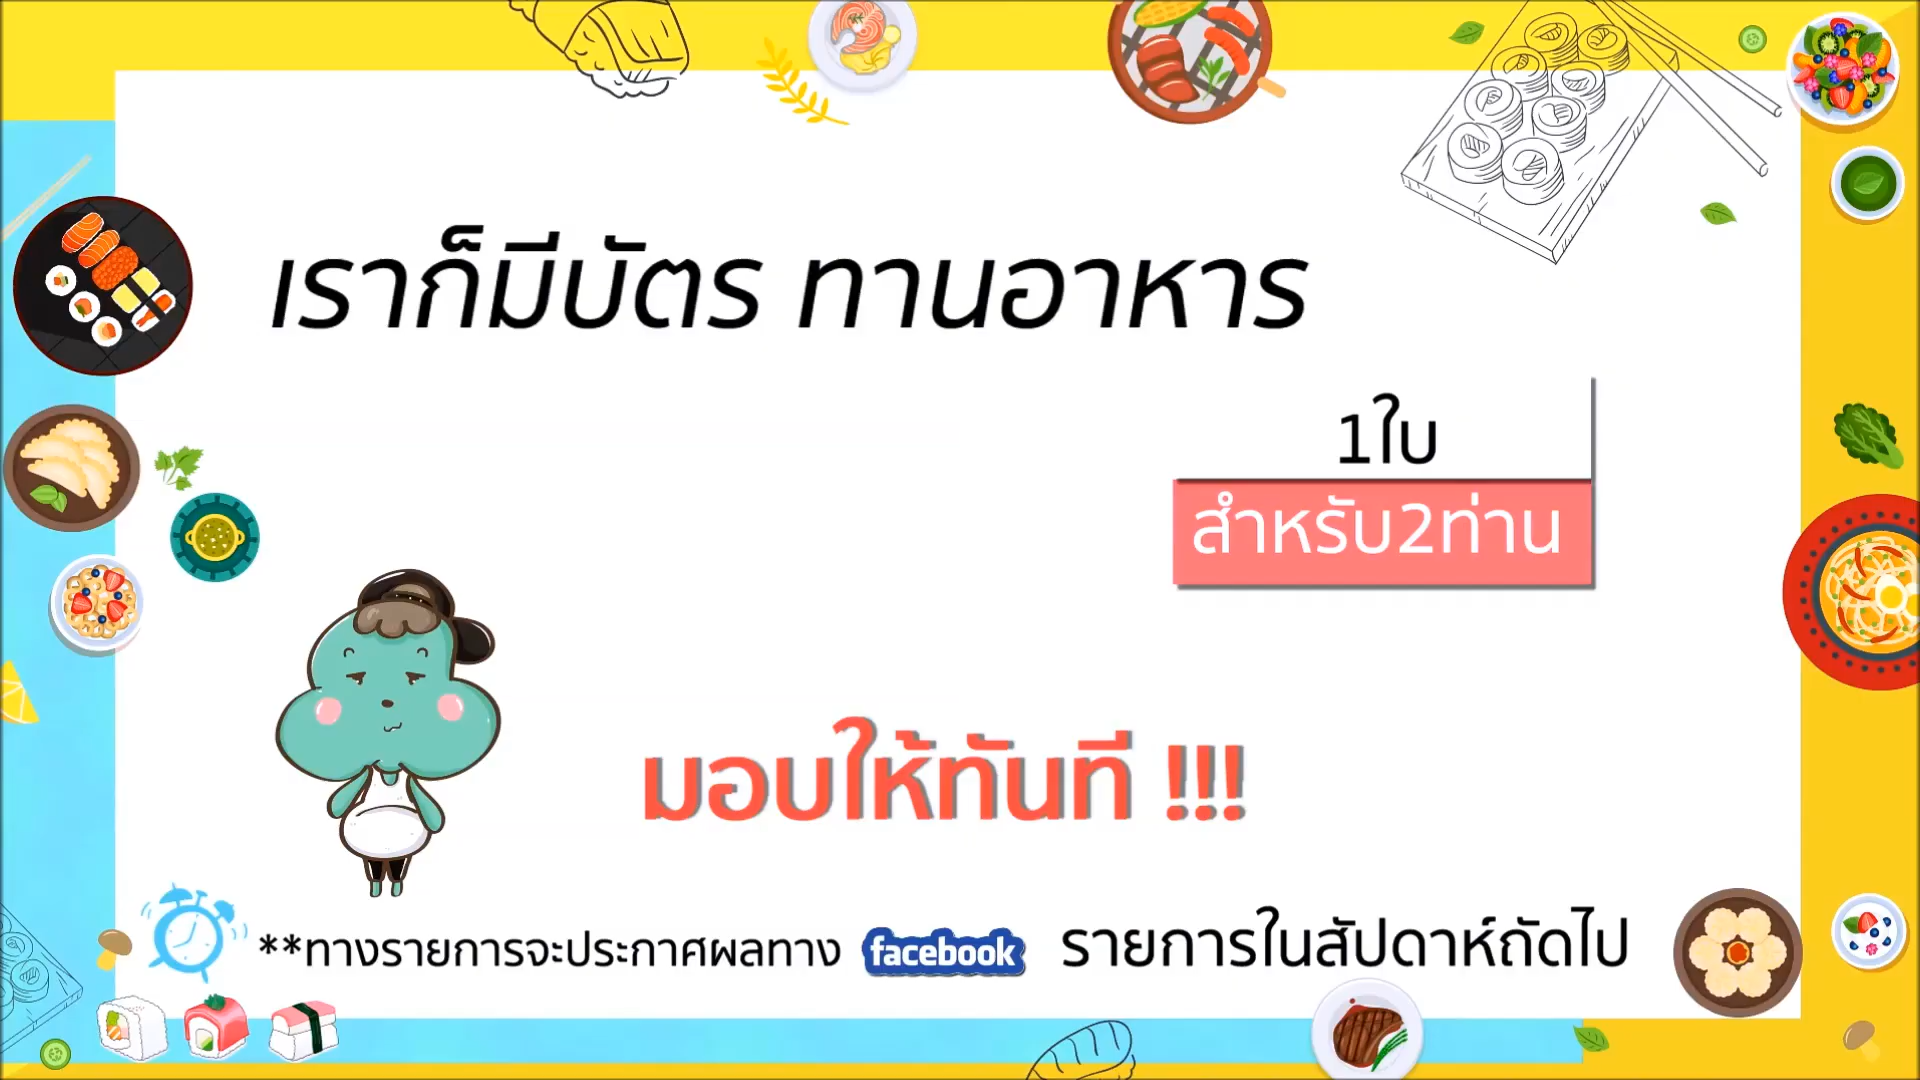 เราก็มีบัตร ทานอาหาร
1ใบ
สำหรับ2ท่าน
มอบให้ทันที !!!
**ทางรายการจะประกาศผลทาง facebook รายการในสัปดาห์ถัดไป